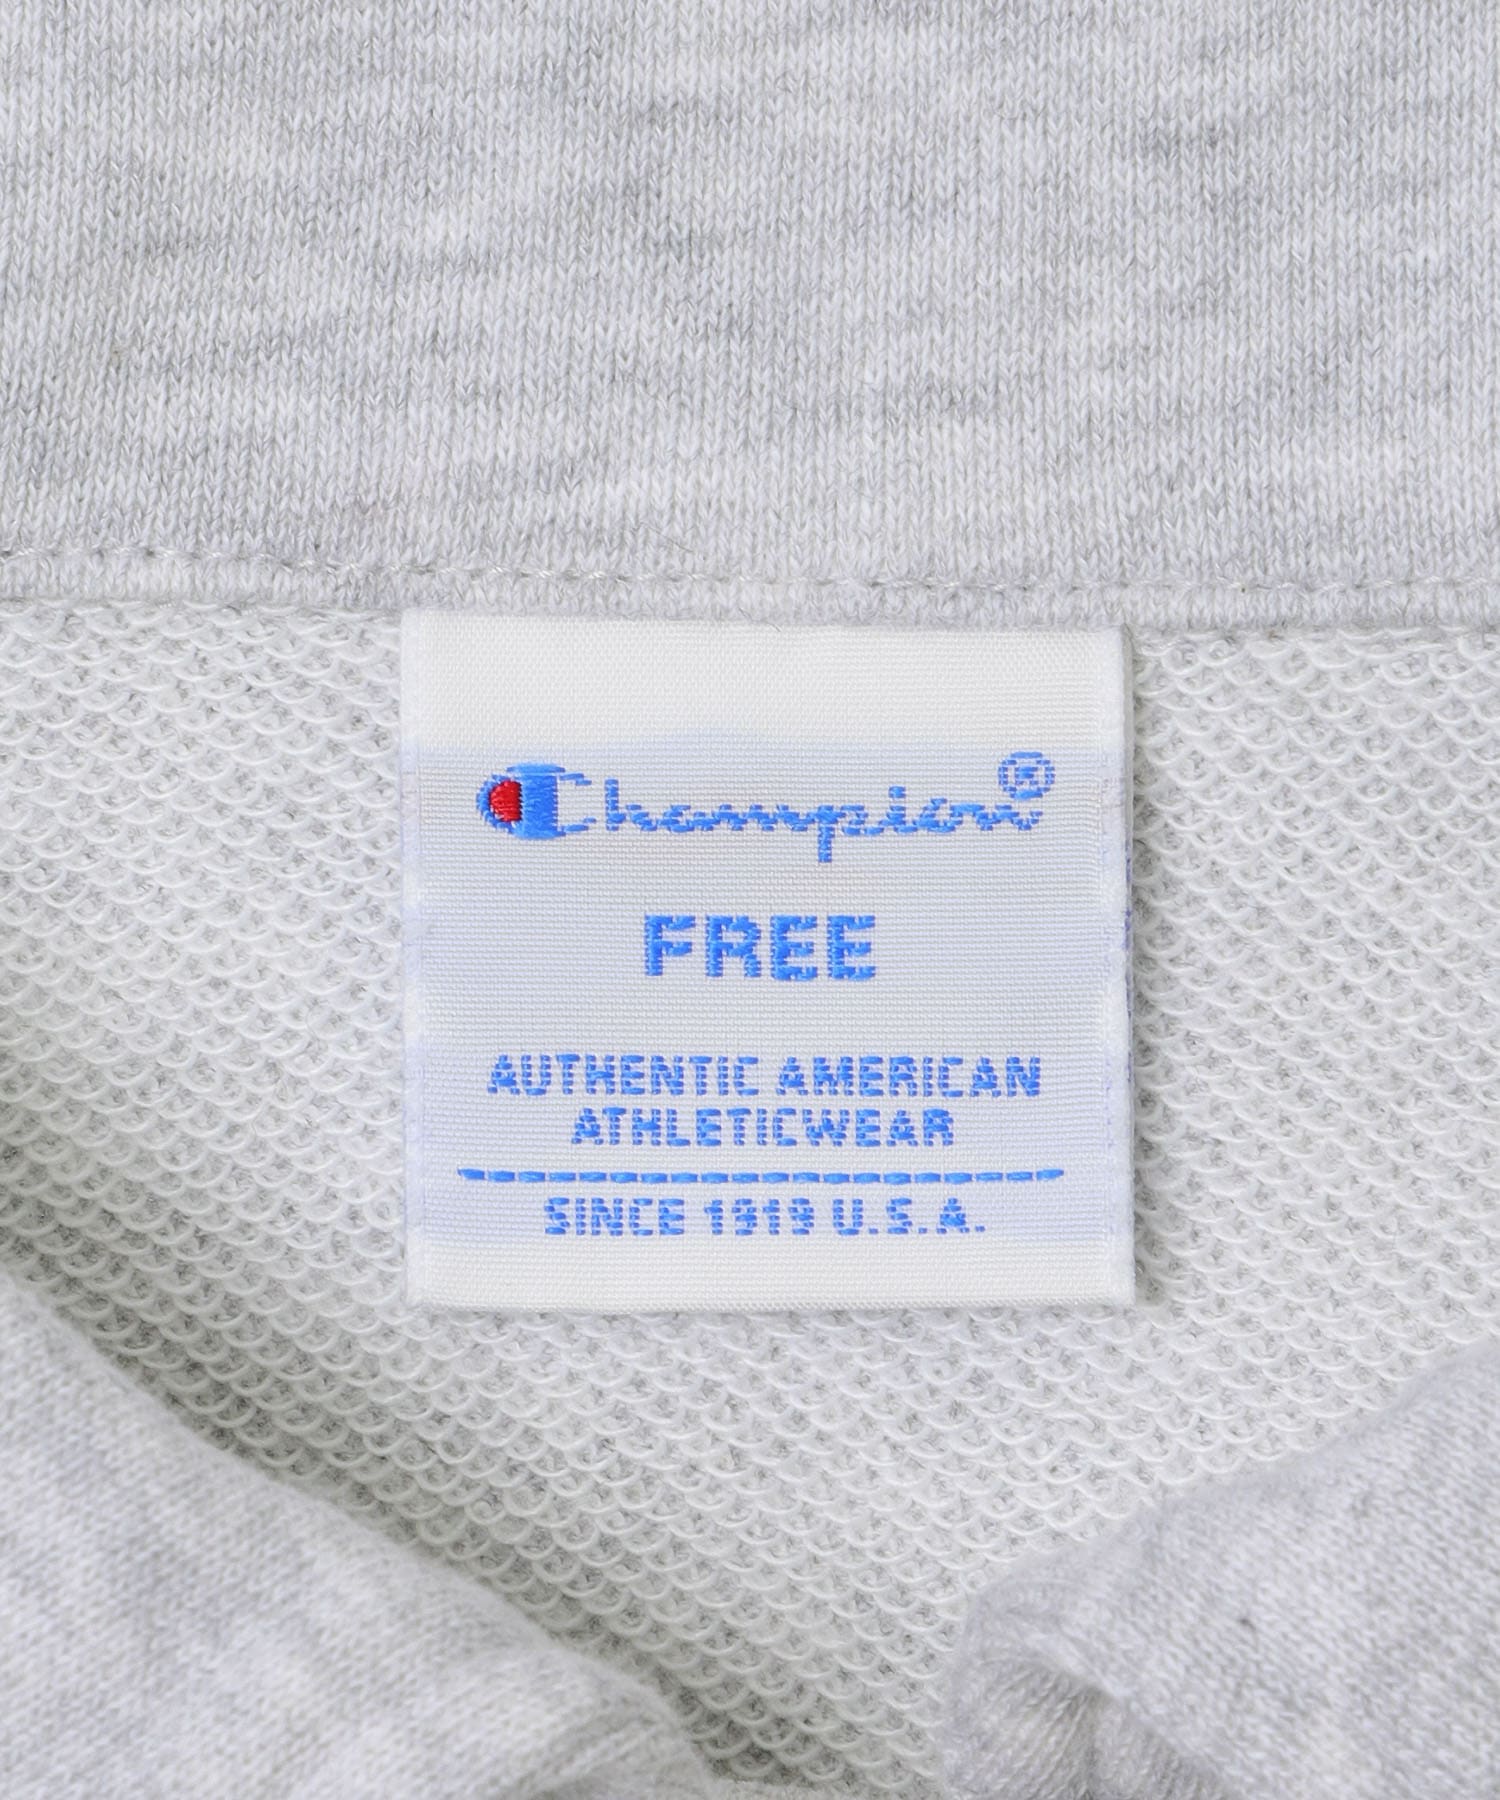 Champion®
FREE
AUTHENTIC AMERICAN
ATHLETICWEAR
SINCE 1919 U.S.A.